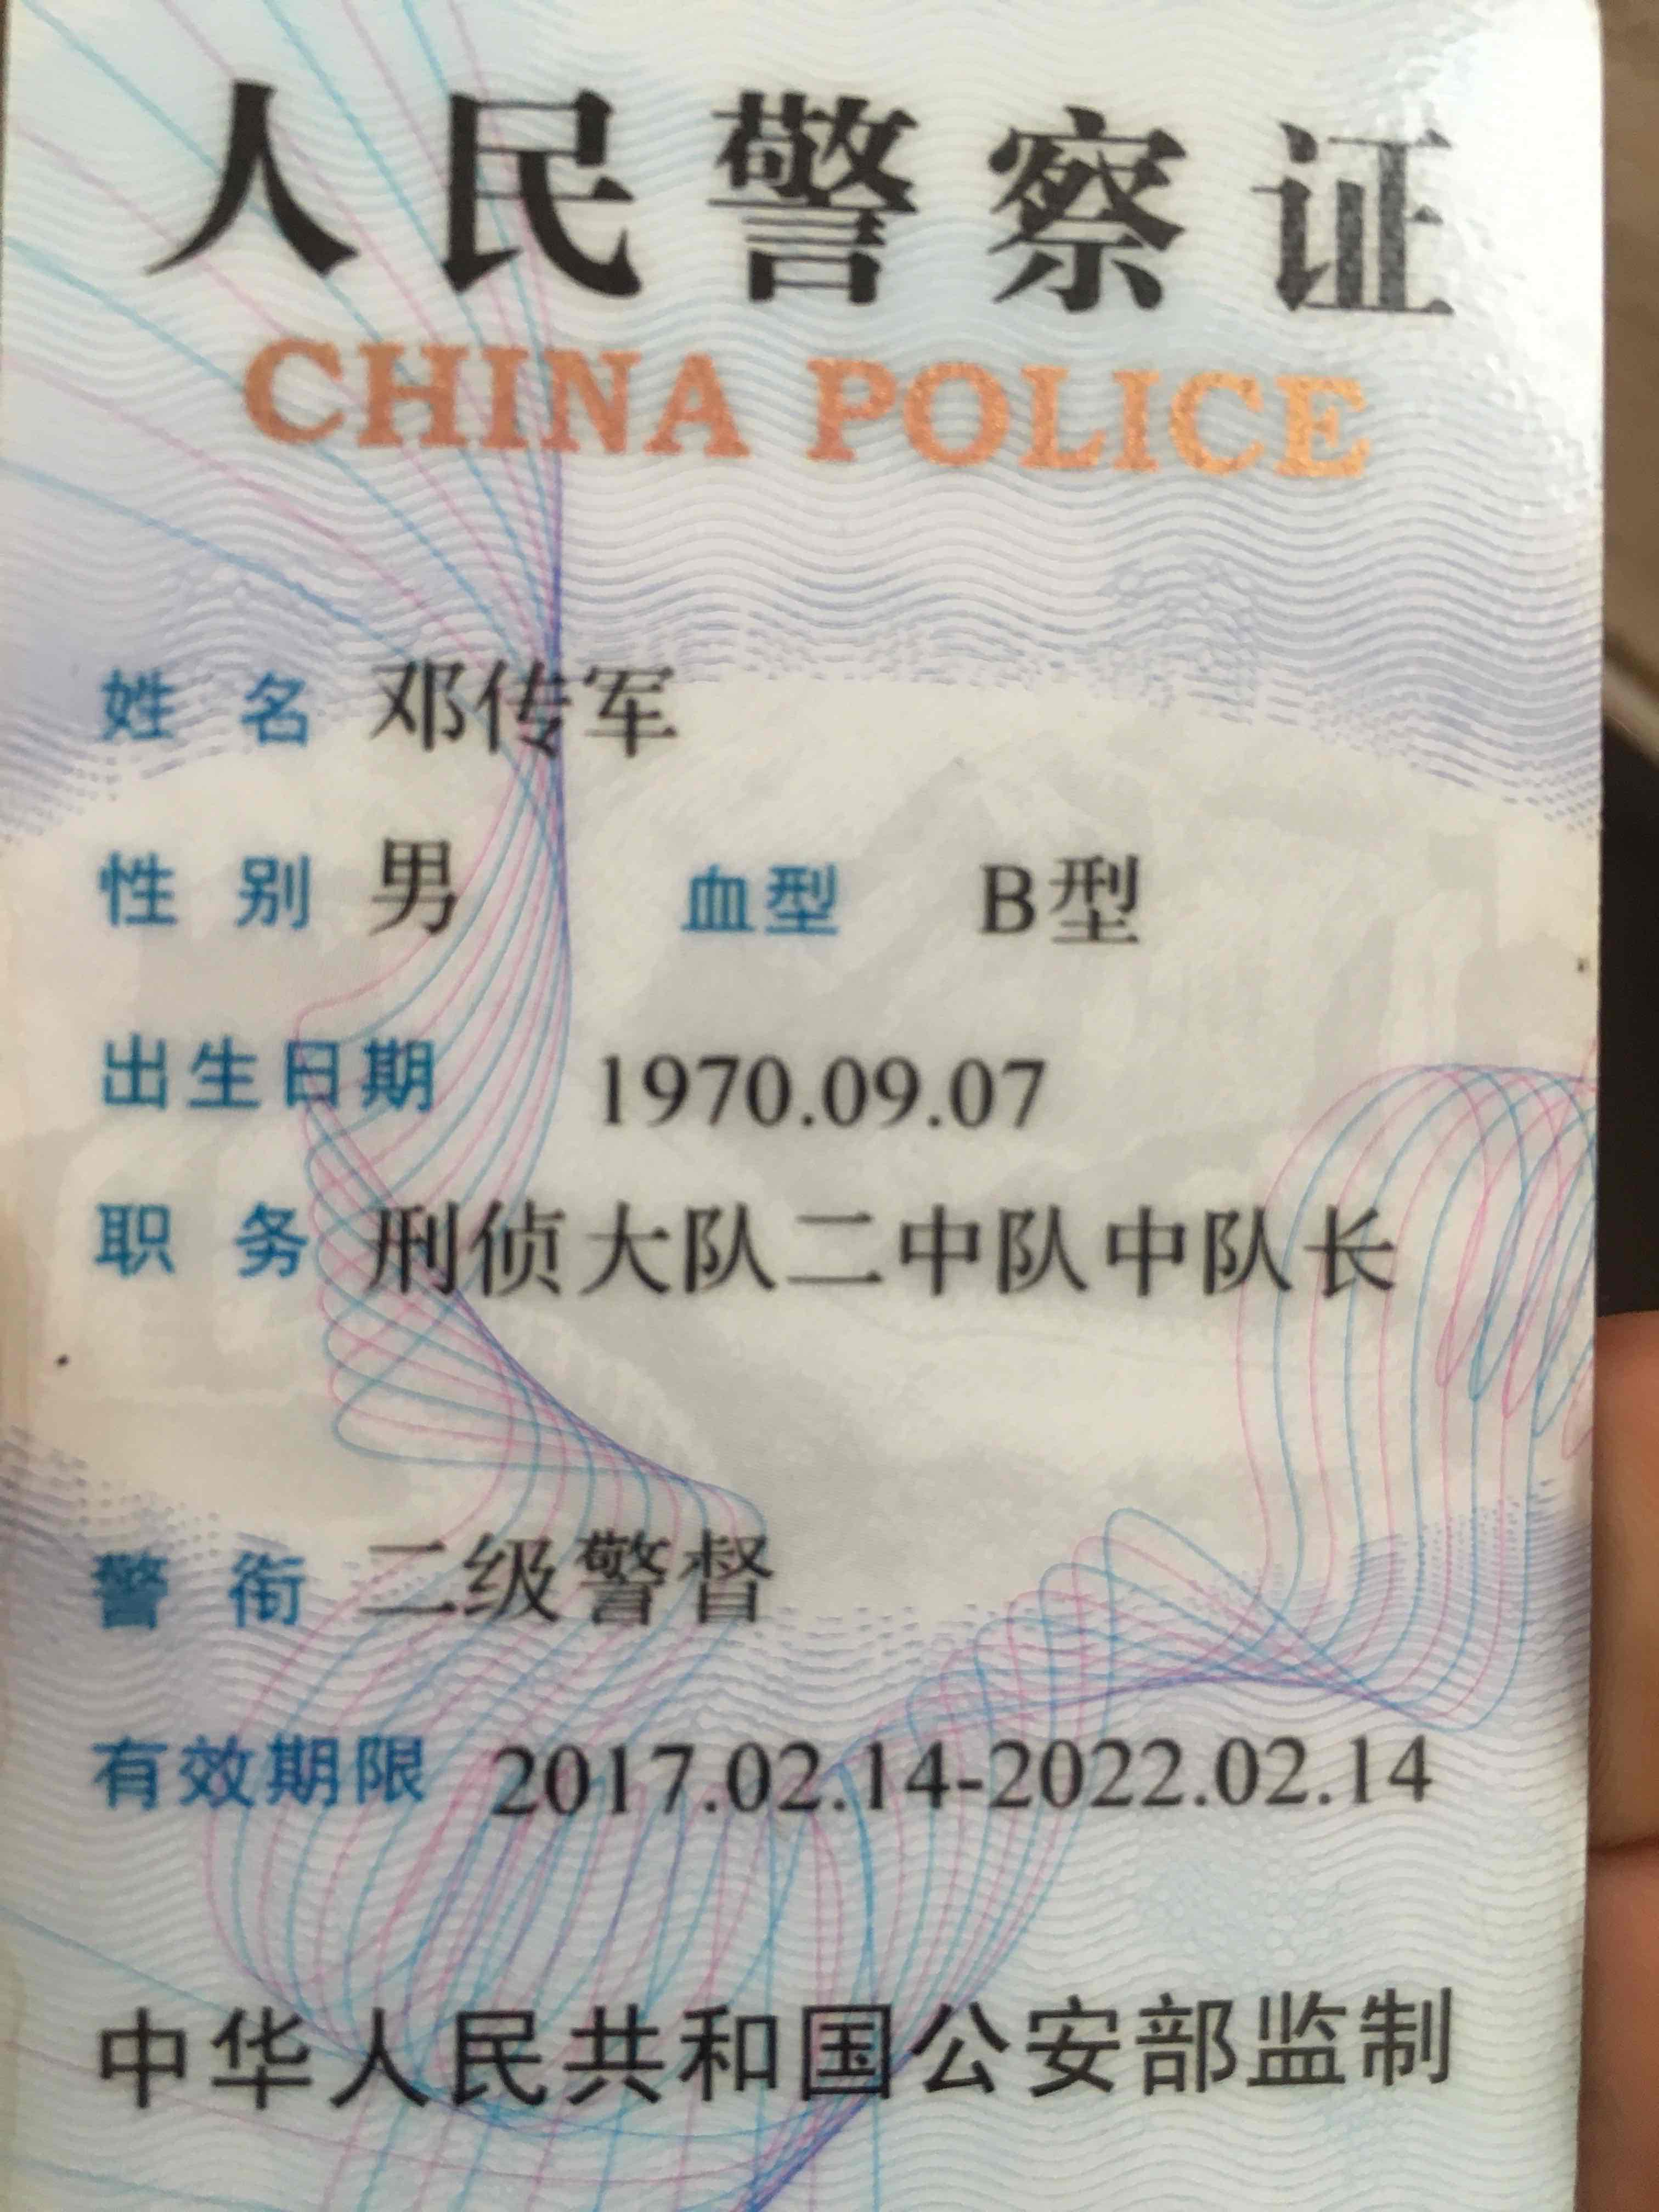 人民警察证
CHINA POLICE
姓名 邓传军
性别 男 血型 B型
出生日期 1970.09.07
职务 刑侦大队二中队中队长
警衔 二级警督
有效期限 2017.02.14-2022.02.14
中华人民共和国公安部监制